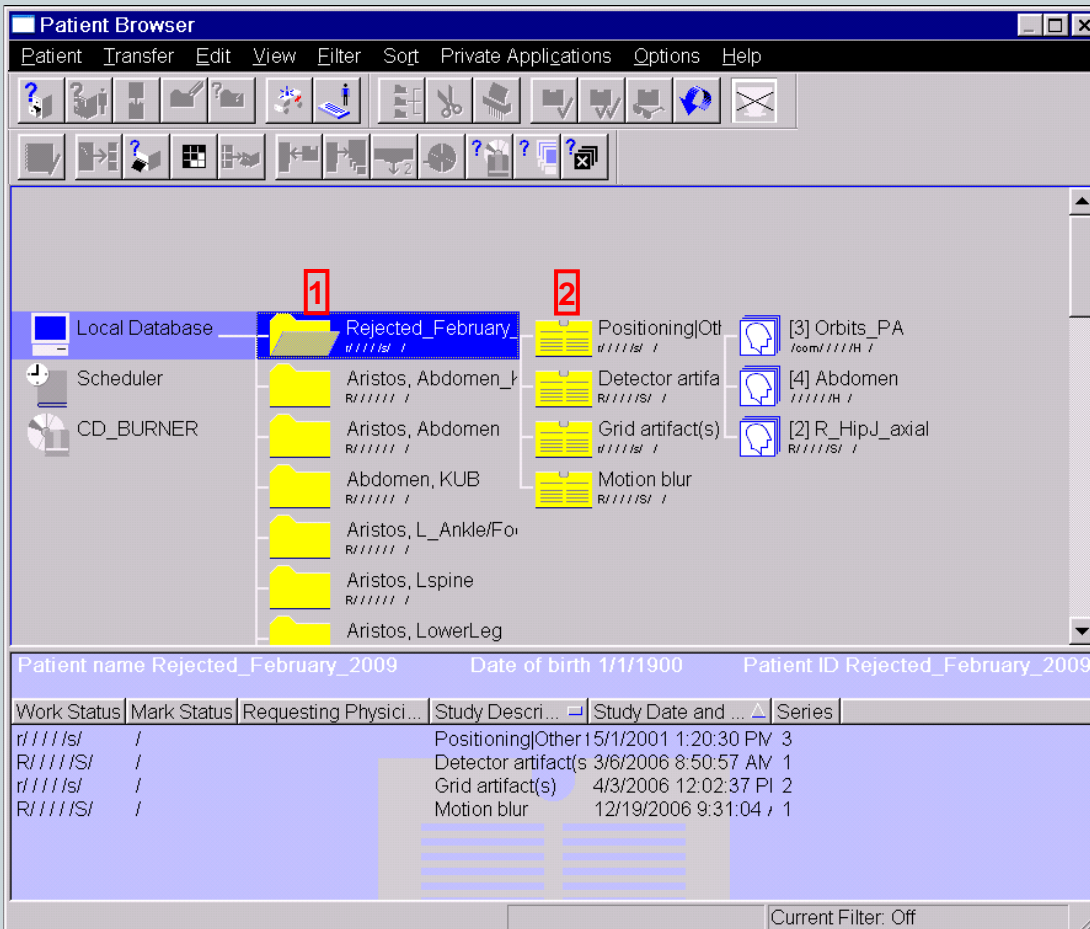 Patient Browser
Patient Transfer Edit View Filter Sort Private Applications Options Help
1 2
Local Database Rejected_February_ Positioning|Oth [3] Orbits_PA
r/////s/ / r/////s/ / /com/////H /
Scheduler Aristos, Abdomen_K Detector artifa [4] Abdomen
R////// / R/////S/ / //////H /
CD_BURNER Aristos, Abdomen Grid artifact(s) [2] R_HipJ_axial
R////// / r/////s/ / R/////S/ /
Abdomen, KUB Motion blur
R////// / R/////S/ /
Aristos, L_Ankle/Foo
R////// /
Aristos, Lspine
R////// /
Aristos, LowerLeg
Patient name Rejected_February_2009 Date of birth 1/1/1900 Patient ID Rejected_February_2009
Work Status Mark Status Requesting Physici... Study Descri... Study Date and ... Series
r/////s/ / Positioning|Other 5/1/2001 1:20:30 PM 3
R/////S/ / Detector artifact(s 3/6/2006 8:50:57 AM 1
r/////s/ / Grid artifact(s) 4/3/2006 12:02:37 PI 2
R/////S/ / Motion blur 12/19/2006 9:31:04 1
Current Filter: Off